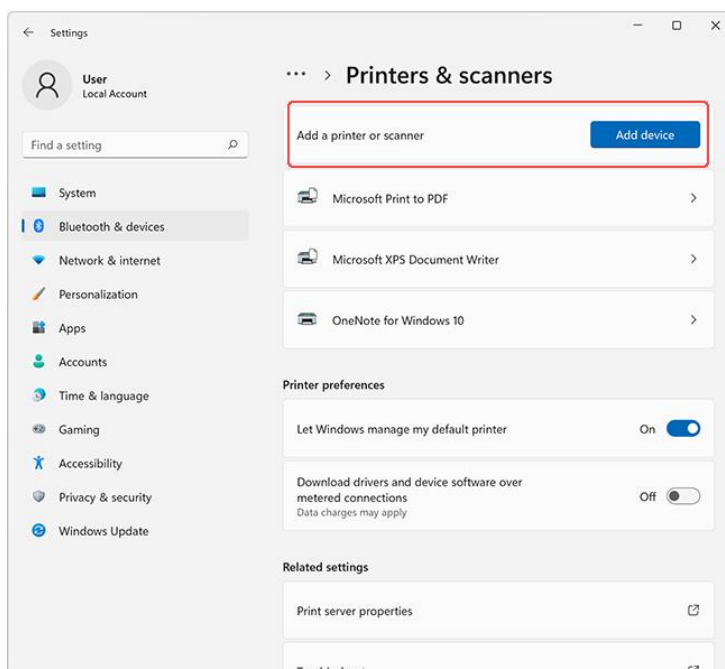 Settings
User
Local Account
Find a setting
System
Bluetooth & devices
Network & internet
Personalization
Apps
Accounts
Time & language
Gaming
Accessibility
Privacy & security
Windows Update
Printers & scanners
Add a printer or scanner
Add device
Microsoft Print to PDF
Microsoft XPS Document Writer
OneNote for Windows 10
Printer preferences
Let Windows manage my default printer
On
Download drivers and device software over
metered connections
Data charges may apply
Off
Related settings
Print server properties